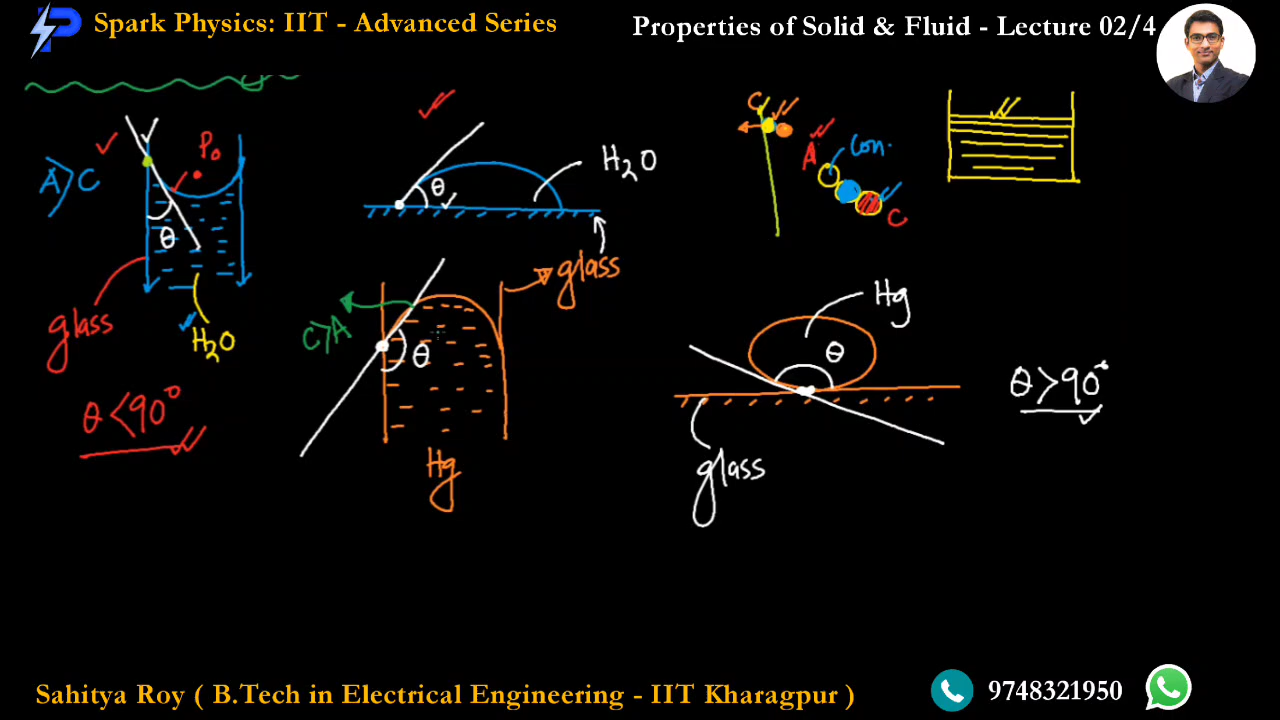 Spark Physics: IIT - Advanced Series
Properties of Solid & Fluid - Lecture 02/4
A>C
P₀
θ
glass
H₂O
θ<90°
θ
H₂O
glass
C
A
Con.
C
C>A
θ
Hg
Hg
θ
glass
θ>90°
Sahitya Roy ( B.Tech in Electrical Engineering - IIT Kharagpur )
9748321950